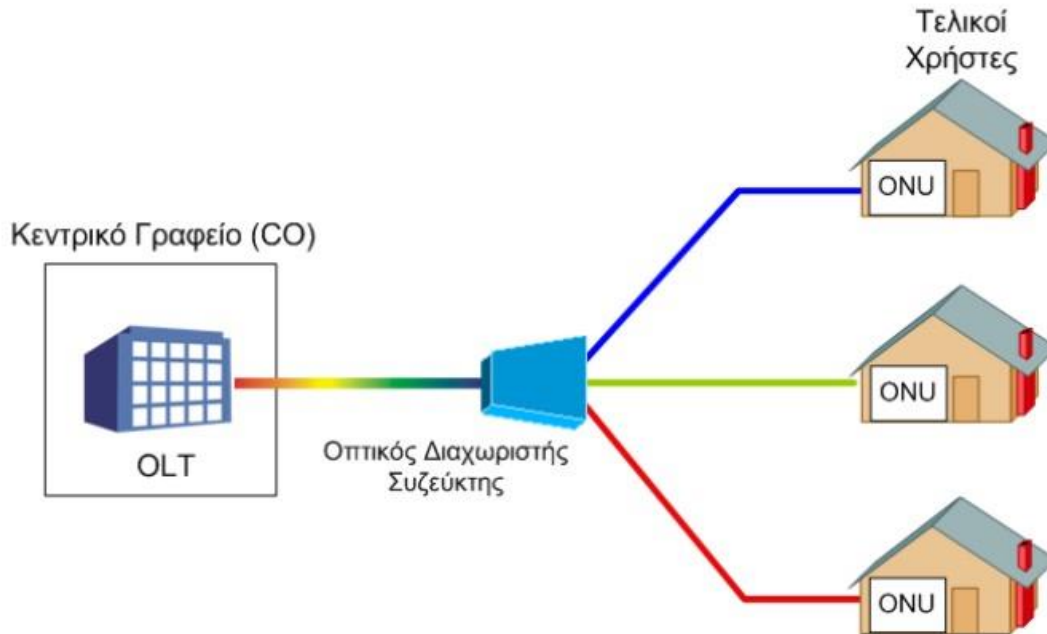 Τελικοί
Χρήστες
ONU
Κεντρικό Γραφείο (CO)
ONU
OLT
Οπτικός Διαχωριστής
Συζεύκτης
ONU